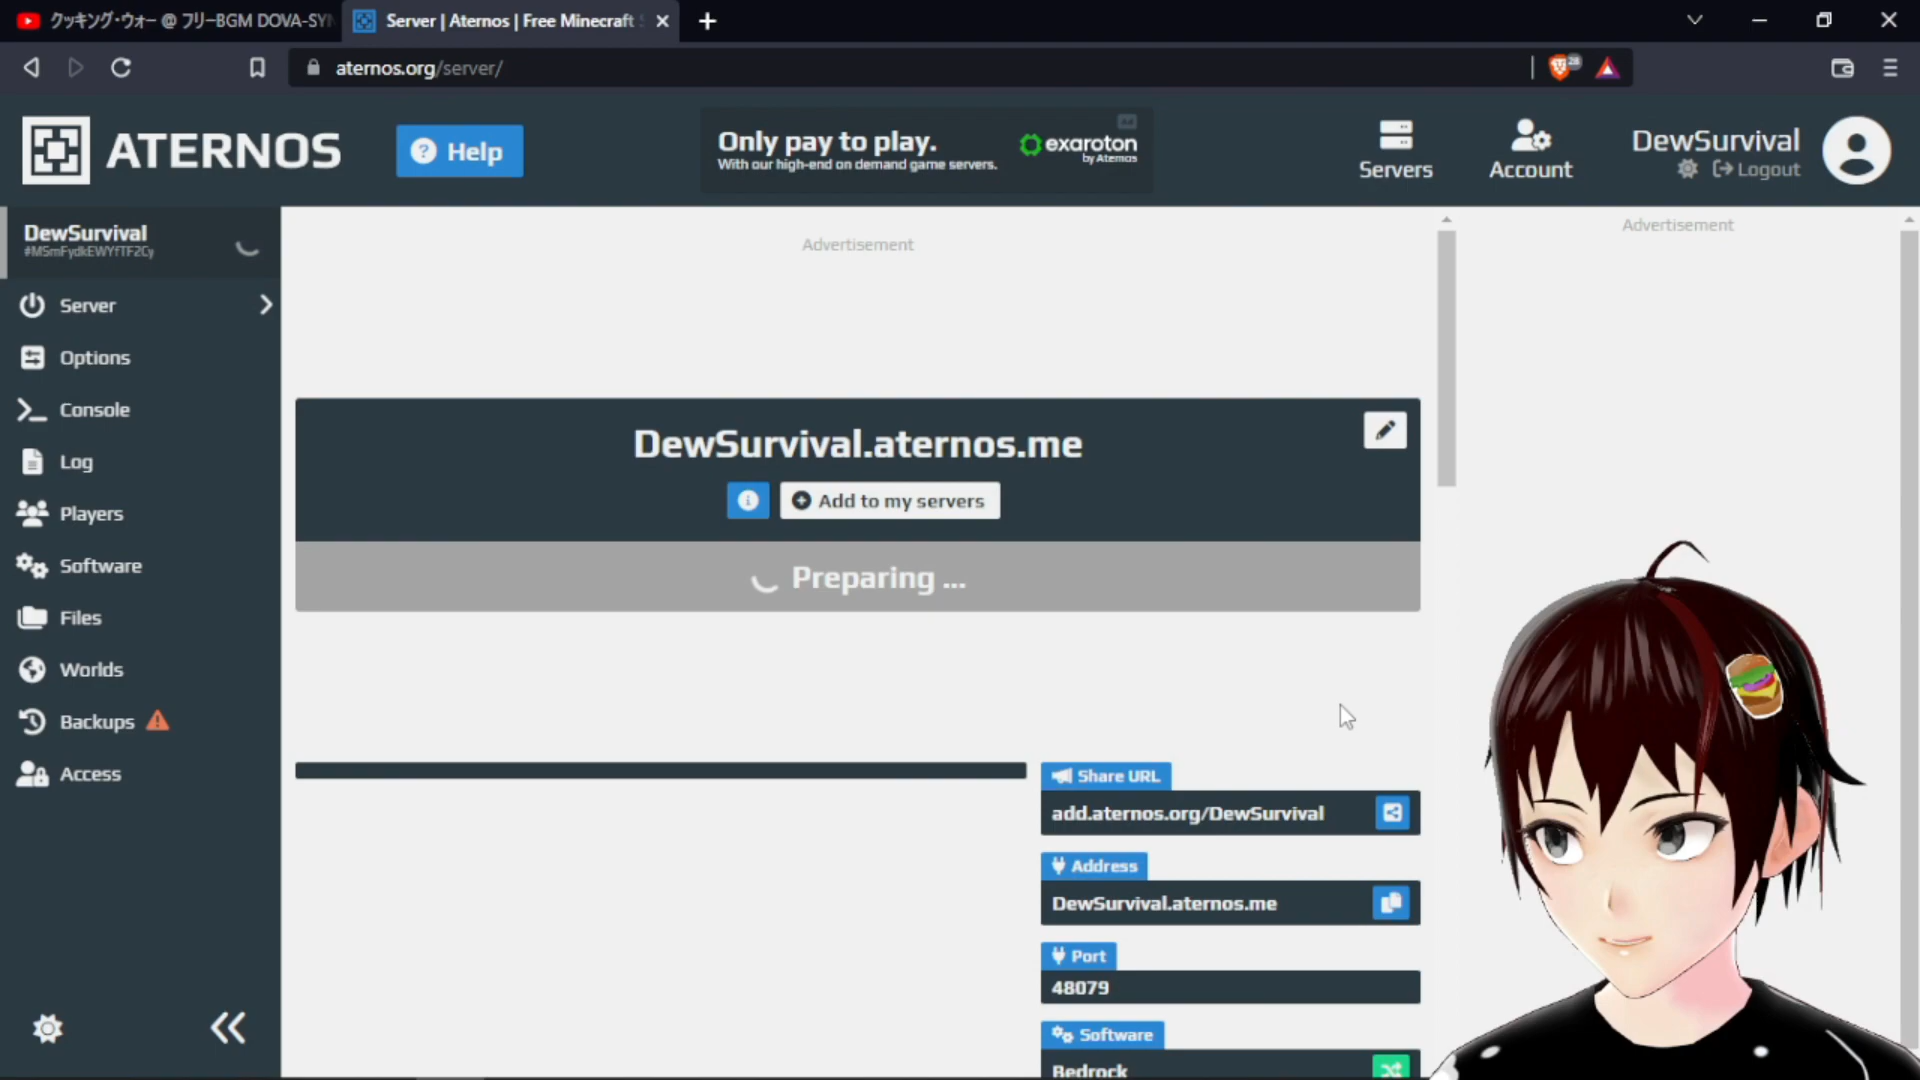 クッキング・ウォー @ フリーBGM DOVA-SYN
Server | Aternos | Free Minecraft
aternos.org/server/
28
ATERNOS
Help
Only pay to play.
With our high-end on demand game servers.
exaroton
by Aternos
Servers
Account
DewSurvival
Logout
DewSurvival
Server
Options
Console
Log
Players
Software
Files
Worlds
Backups
Access
Advertisement
DewSurvival.aternos.me
Add to my servers
Preparing ...
Share URL
add.aternos.org/DewSurvival
Address
DewSurvival.aternos.me
Port
48079
Software
Bedrock
Advertisement